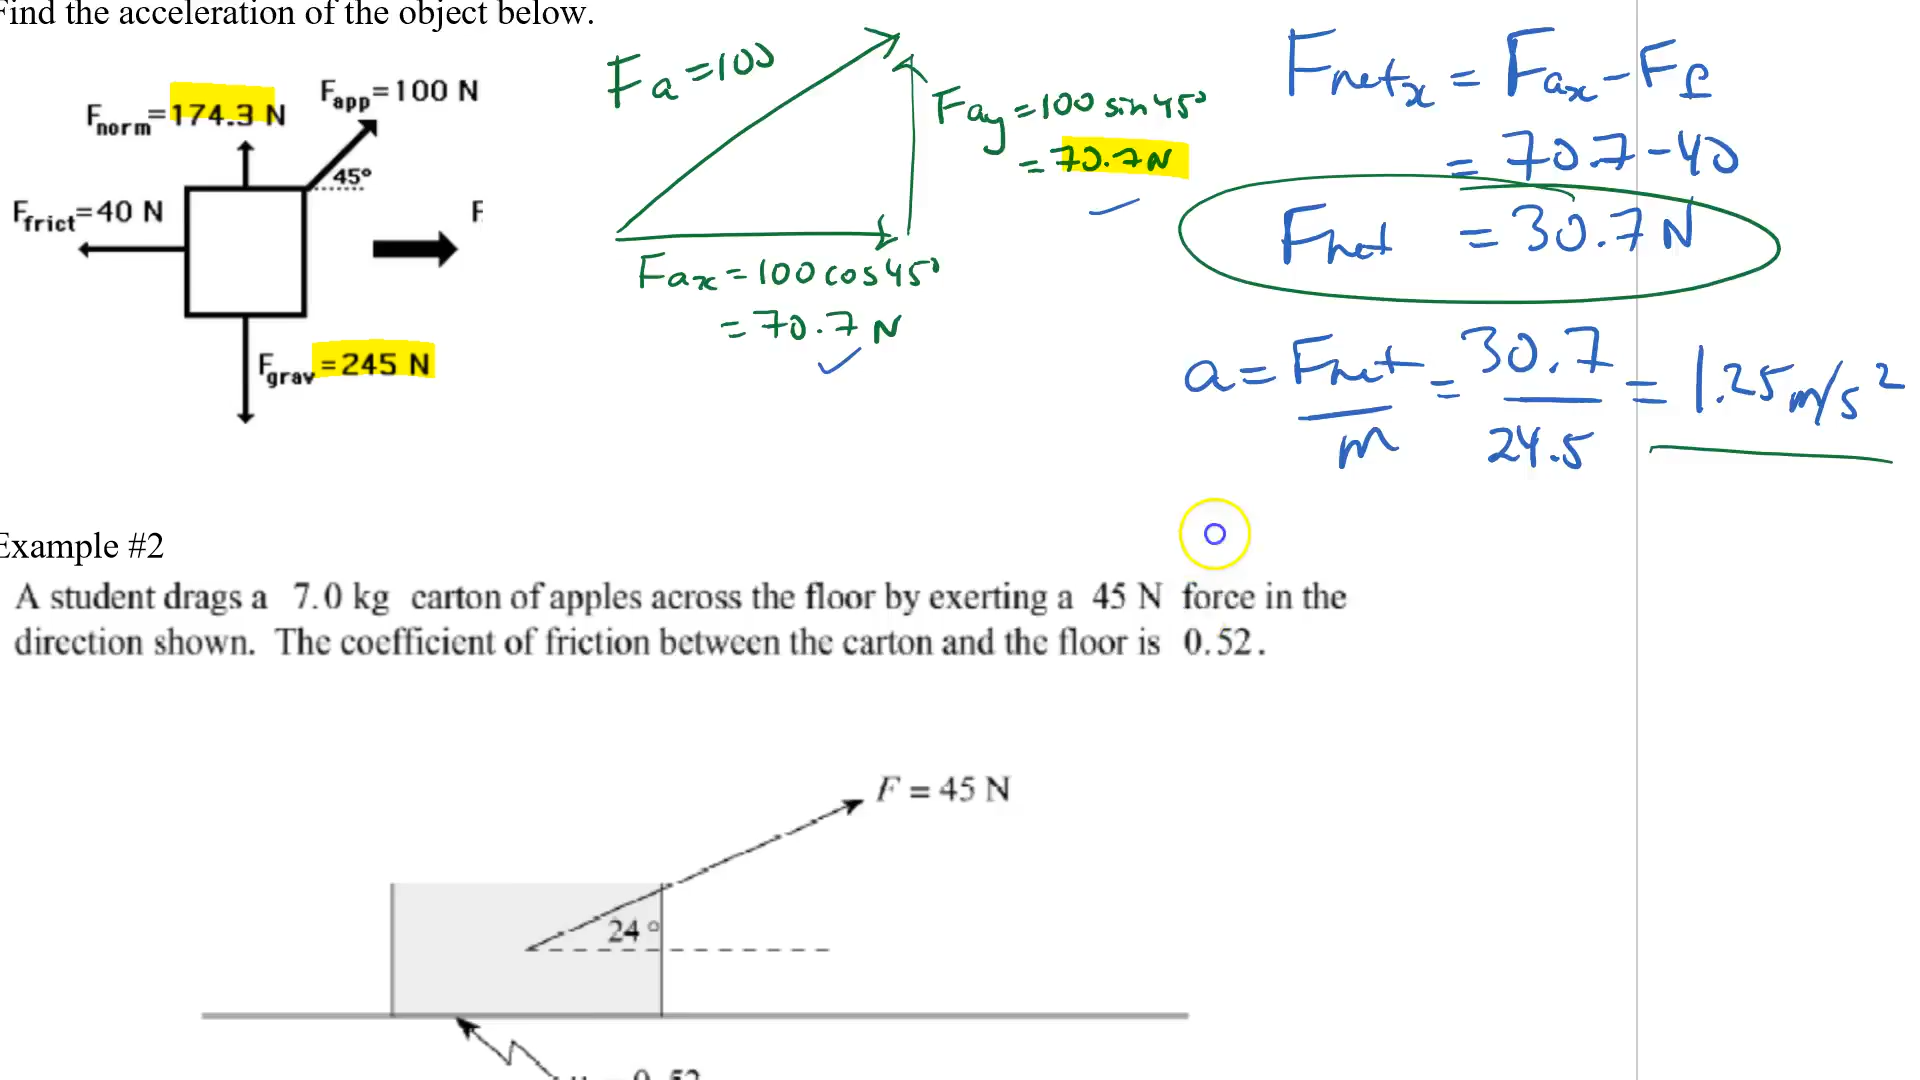 Find the acceleration of the object below.
Fnorm=174.3 N
Fapp=100 N
45°
Ffrict=40 N
F
Fgrav=245 N
Fa=100
Fay=100 sin45°
=70.7N
Fax=100cos45°
=70.7 N
Fnetx = Fax-Ff
= 70.7-40
Fnet = 30.7 N
a = Fnet/m = 30.7/24.5 = 1.25m/s²
Example #2
A student drags a 7.0 kg carton of apples across the floor by exerting a 45 N force in the
direction shown. The coefficient of friction between the carton and the floor is 0.52.
F = 45 N
24°